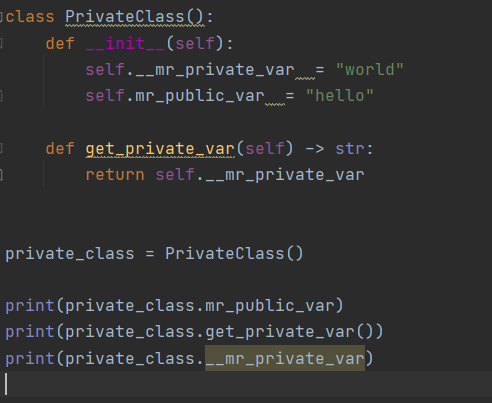 class PrivateClass():
    def __init__(self):
        self.__mr_private_var  = "world"
        self.mr_public_var  = "hello"
    def get_private_var(self) -> str:
        return self.__mr_private_var
private_class = PrivateClass()
print(private_class.mr_public_var)
print(private_class.get_private_var())
print(private_class.__mr_private_var)